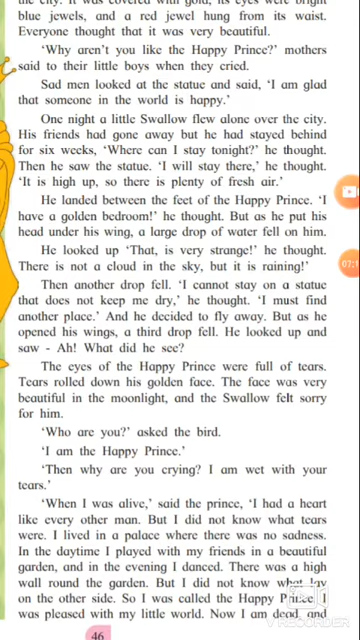 the city. It was covered with gold, its eyes were bright
blue jewels, and a red jewel hung from its waist.
Everyone thought that it was very beautiful.
‘Why aren’t you like the Happy Prince?’ mothers
said to their little boys when they cried.
Sad men looked at the statue and said, ‘I am glad
that someone in the world is happy.’
One night a little Swallow flew alone over the city.
His friends had gone away but he had stayed behind
for six weeks, ‘Where can I stay tonight?’ he thought.
Then he saw the statue. ‘I will stay there,’ he thought.
‘It is high up, so there is plenty of fresh air.’
He landed between the feet of the Happy Prince. ‘I
have a golden bedroom!’ he thought. But as he put his
head under his wing, a large drop of water fell on him.
He looked up ‘That, is very strange!’ he thought.
There is not a cloud in the sky, but it is raining!’
Then another drop fell. ‘I cannot stay on a statue
that does not keep me dry,’ he thought. ‘I must find
another place.’ And he decided to fly away. But as he
opened his wings, a third drop fell. He looked up and
saw - Ah! What did he see?
The eyes of the Happy Prince were full of tears.
Tears rolled down his golden face. The face was very
beautiful in the moonlight, and the Swallow felt sorry
for him.
‘Who are you?’ asked the bird.
‘I am the Happy Prince.’
‘Then why are you crying? I am wet with your
tears.’
‘When I was alive,’ said the prince, ‘I had a heart
like every other man. But I did not know what tears
were. I lived in a palace where there was no sadness.
In the daytime I played with my friends in a beautiful
garden, and in the evening I danced. There was a high
wall round the garden. But I did not know what lay
on the other side. So I was called the Happy Prince. I
was pleased with my little world. Now I am dead, and
46
07:1
VIDEOSHOW